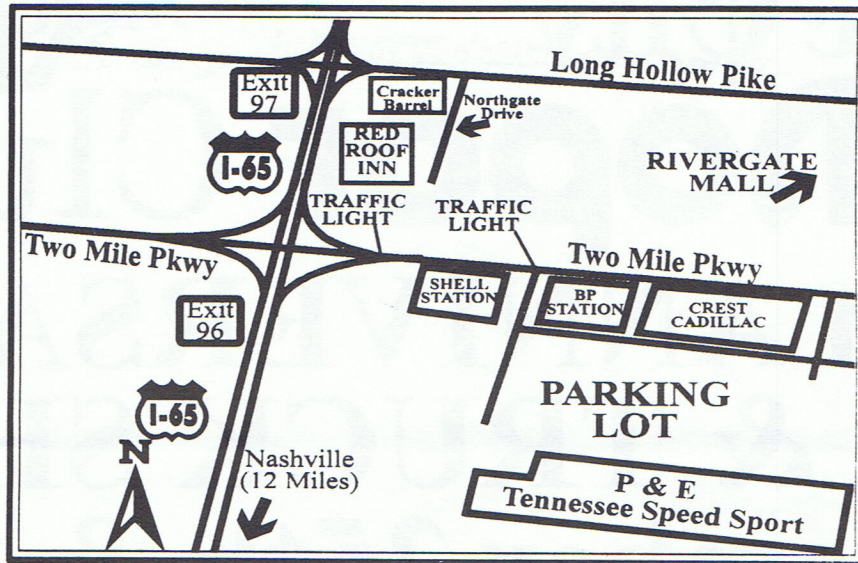 Long Hollow Pike
Exit
97
I-65
Cracker
Barrel
Northgate
Drive
RED
ROOF
INN
RIVERGATE
MALL
TRAFFIC
LIGHT
TRAFFIC
LIGHT
Two Mile Pkwy
Two Mile Pkwy
SHELL
STATION
BP
STATION
CREST
CADILLAC
Exit
96
I-65
PARKING
LOT
N
Nashville
(12 Miles)
P & E
Tennessee Speed Sport